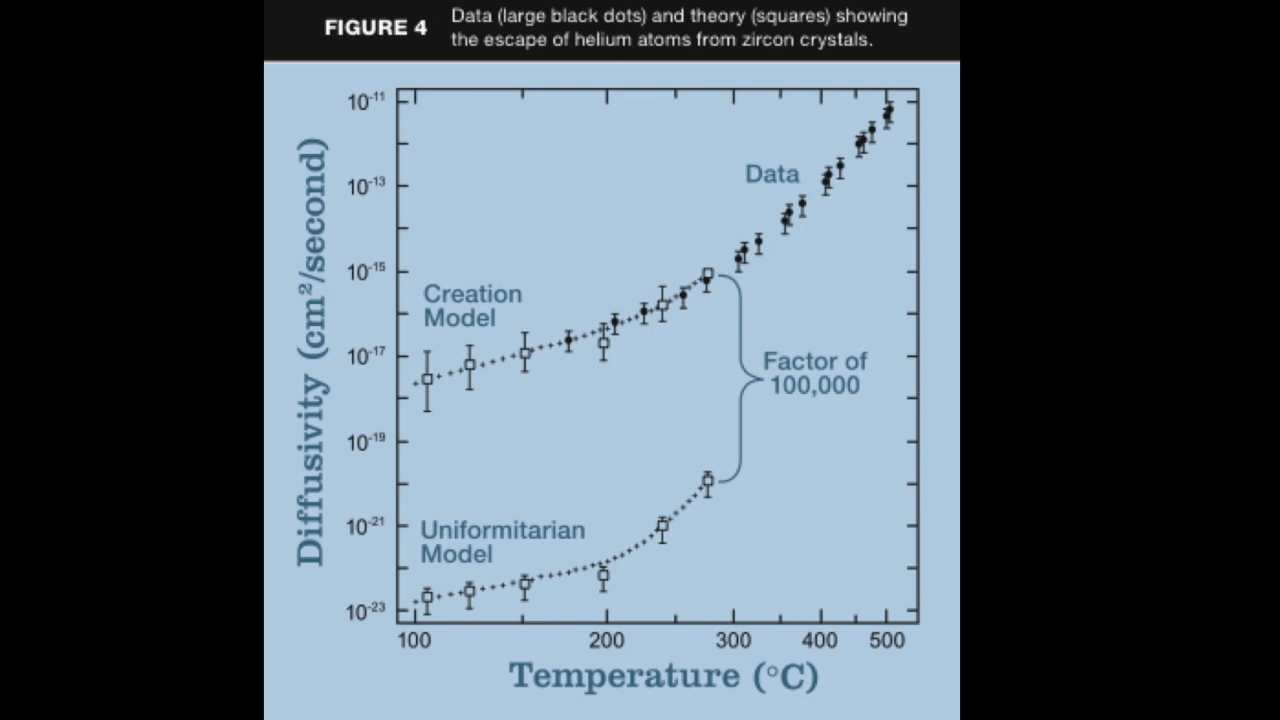 FIGURE 4
Data (large black dots) and theory (squares) showing
the escape of helium atoms from zircon crystals.
10⁻¹¹
10⁻¹³
10⁻¹⁵
10⁻¹⁷
10⁻¹⁹
10⁻²¹
10⁻²³
Diffusivity (cm²/second)
Data
Creation
Model
Factor of
100,000
Uniformitarian
Model
100 200 300 400 500
Temperature (°C)